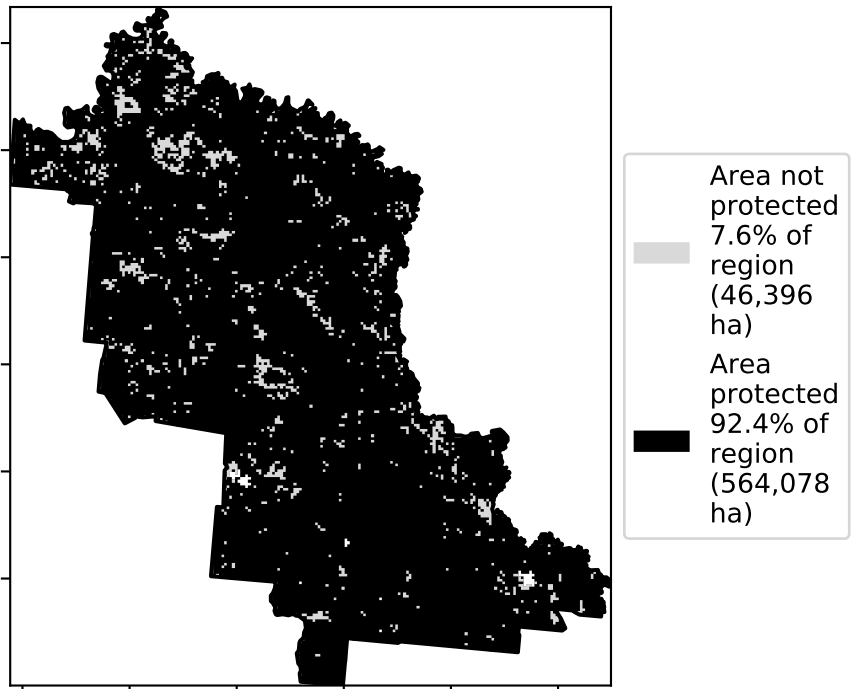 Area not
protected
7.6% of
region
(46,396
ha)
Area
protected
92.4% of
region
(564,078
ha)